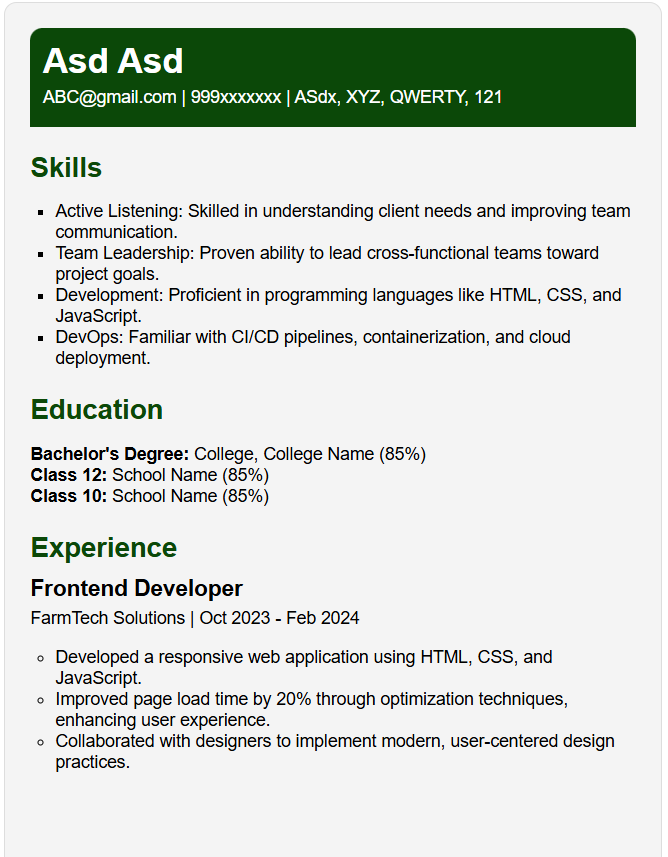 Asd Asd
ABC@gmail.com | 999xxxxxxx | ASdx, XYZ, QWERTY, 121
Skills
Active Listening: Skilled in understanding client needs and improving team
communication.
Team Leadership: Proven ability to lead cross-functional teams toward
project goals.
Development: Proficient in programming languages like HTML, CSS, and
JavaScript.
DevOps: Familiar with CI/CD pipelines, containerization, and cloud
deployment.
Education
Bachelor's Degree: College, College Name (85%)
Class 12: School Name (85%)
Class 10: School Name (85%)
Experience
Frontend Developer
FarmTech Solutions | Oct 2023 - Feb 2024
Developed a responsive web application using HTML, CSS, and
JavaScript.
Improved page load time by 20% through optimization techniques,
enhancing user experience.
Collaborated with designers to implement modern, user-centered design
practices.